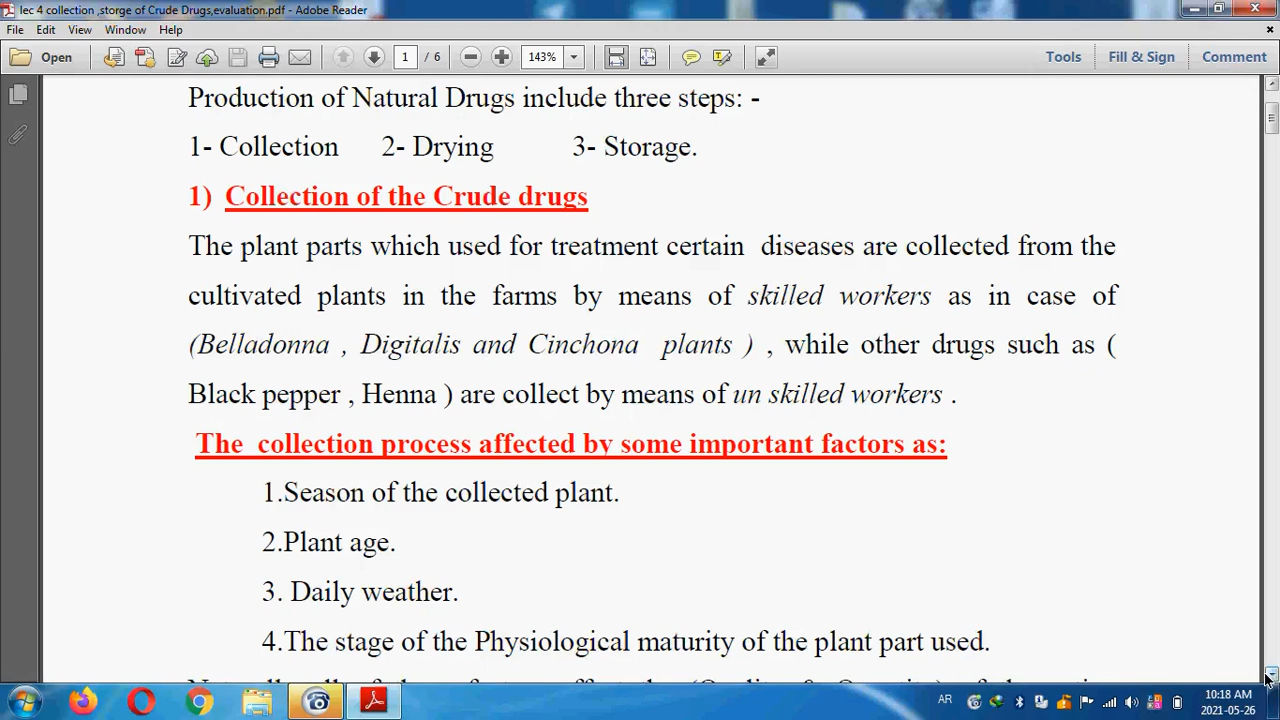 lec 4 collection ,storge of Crude Drugs,evaluation.pdf - Adobe Reader
File Edit View Window Help
Open 1 / 6 143% Tools Fill & Sign Comment
Production of Natural Drugs include three steps: -
1- Collection 2- Drying 3- Storage.
1) Collection of the Crude drugs
The plant parts which used for treatment certain diseases are collected from the
cultivated plants in the farms by means of skilled workers as in case of
(Belladonna , Digitalis and Cinchona plants ) , while other drugs such as (
Black pepper , Henna ) are collect by means of un skilled workers .
The collection process affected by some important factors as:
1.Season of the collected plant.
2.Plant age.
3. Daily weather.
4.The stage of the Physiological maturity of the plant part used.
AR 10:18 AM
2021-05-26